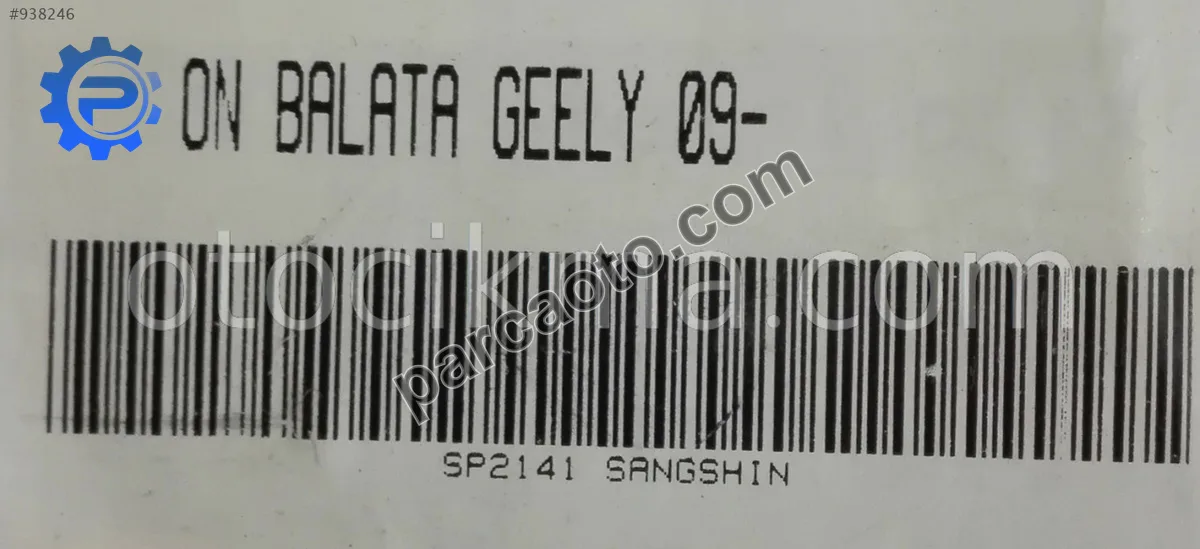 #938246
ON BALATA GEELY 09-
otocikma.com
parcaoto.com
SP2141 SANGSHIN